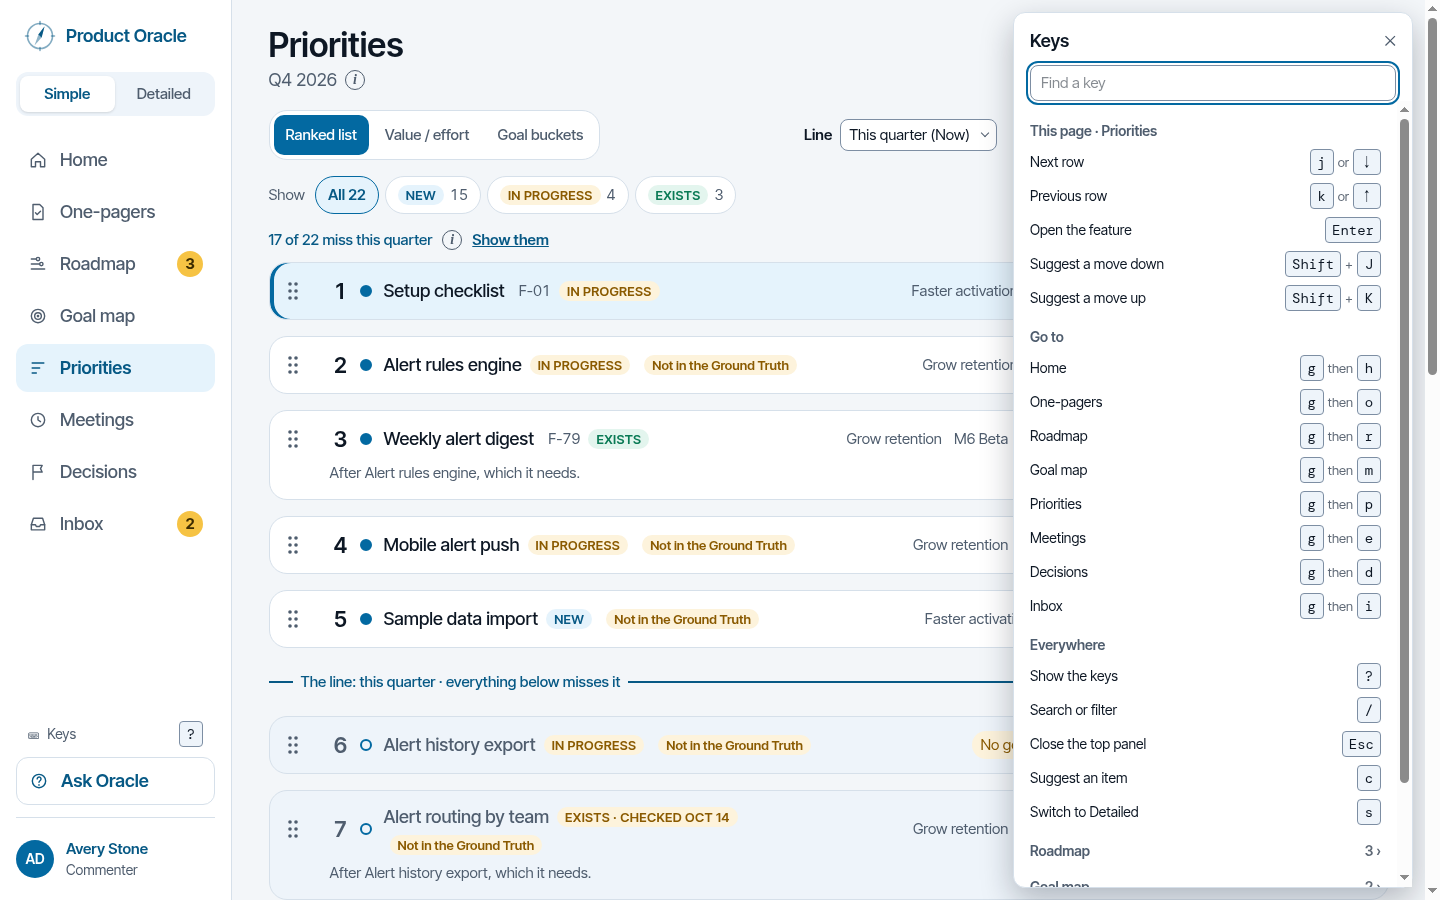 Product Oracle
Simple
Detailed
Home
One-pagers
Roadmap 3
Goal map
Priorities
Meetings
Decisions
Inbox 2
Keys ?
Ask Oracle
AD
Avery Stone
Commenter
Priorities
Q4 2026 i
Ranked list
Value / effort
Goal buckets
Line This quarter (Now)
Show All 22 NEW 15 IN PROGRESS 4 EXISTS 3
17 of 22 miss this quarter i Show them
1 Setup checklist F-01 IN PROGRESS Faster activation
2 Alert rules engine IN PROGRESS Not in the Ground Truth Grow retention
3 Weekly alert digest F-79 EXISTS Grow retention M6 Beta
After Alert rules engine, which it needs.
4 Mobile alert push IN PROGRESS Not in the Ground Truth Grow retention
5 Sample data import NEW Not in the Ground Truth Faster activati
The line: this quarter · everything below misses it
6 Alert history export IN PROGRESS Not in the Ground Truth No g
7 Alert routing by team EXISTS · CHECKED OCT 14 Grow retention
Not in the Ground Truth
After Alert history export, which it needs.
Keys
Find a key
This page · Priorities
Next row j or ↓
Previous row k or ↑
Open the feature Enter
Suggest a move down Shift + J
Suggest a move up Shift + K
Go to
Home g then h
One-pagers g then o
Roadmap g then r
Goal map g then m
Priorities g then p
Meetings g then e
Decisions g then d
Inbox g then i
Everywhere
Show the keys ?
Search or filter /
Close the top panel Esc
Suggest an item c
Switch to Detailed s
Roadmap 3 ›
Goal map 2 ›